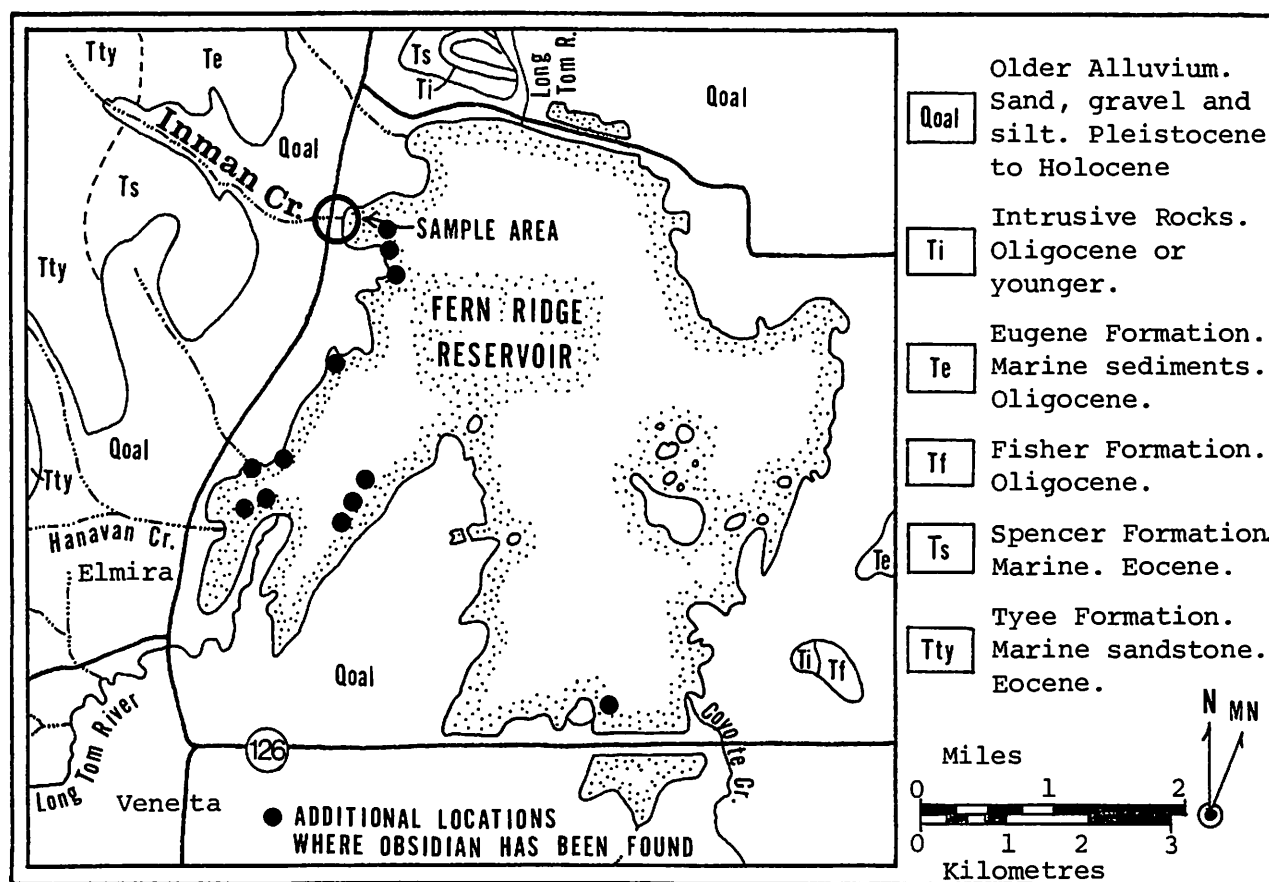 Tty
Te
Ts
Ti
Long
Tom R.
Qoal
Inman Cr.
Qoal
Ts
SAMPLE AREA
Tty
FERN RIDGE
RESERVOIR
Qoal
Tty
Hanavan Cr.
Elmira
Te
Ti
Tf
Qoal
Long Tom River
Coyote Cr.
126
Veneta
ADDITIONAL LOCATIONS
WHERE OBSIDIAN HAS BEEN FOUND
Qoal
Older Alluvium.
Sand, gravel and
silt. Pleistocene
to Holocene
Ti
Intrusive Rocks.
Oligocene or
younger.
Te
Eugene Formation.
Marine sediments.
Oligocene.
Tf
Fisher Formation.
Oligocene.
Ts
Spencer Formation.
Marine. Eocene.
Tty
Tyee Formation.
Marine sandstone.
Eocene.
N
MN
Miles
0 1 2
0 1 2 3
Kilometres